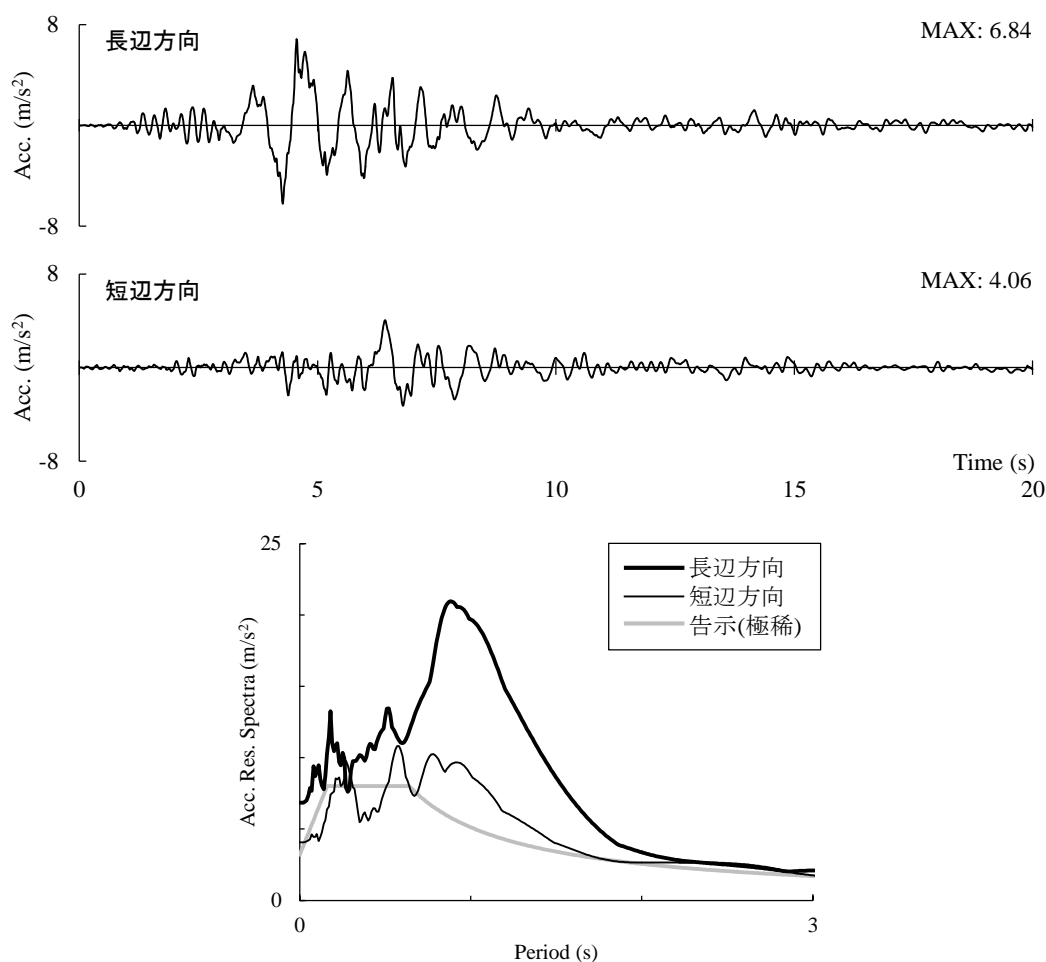 8
長辺方向
MAX: 6.84
Acc. (m/s²)
-8
8
短辺方向
MAX: 4.06
Acc. (m/s²)
-8
Time (s)
0 5 10 15 20
25
長辺方向
短辺方向
告示(極稀)
Acc. Res. Spectra (m/s²)
0
0 3
Period (s)